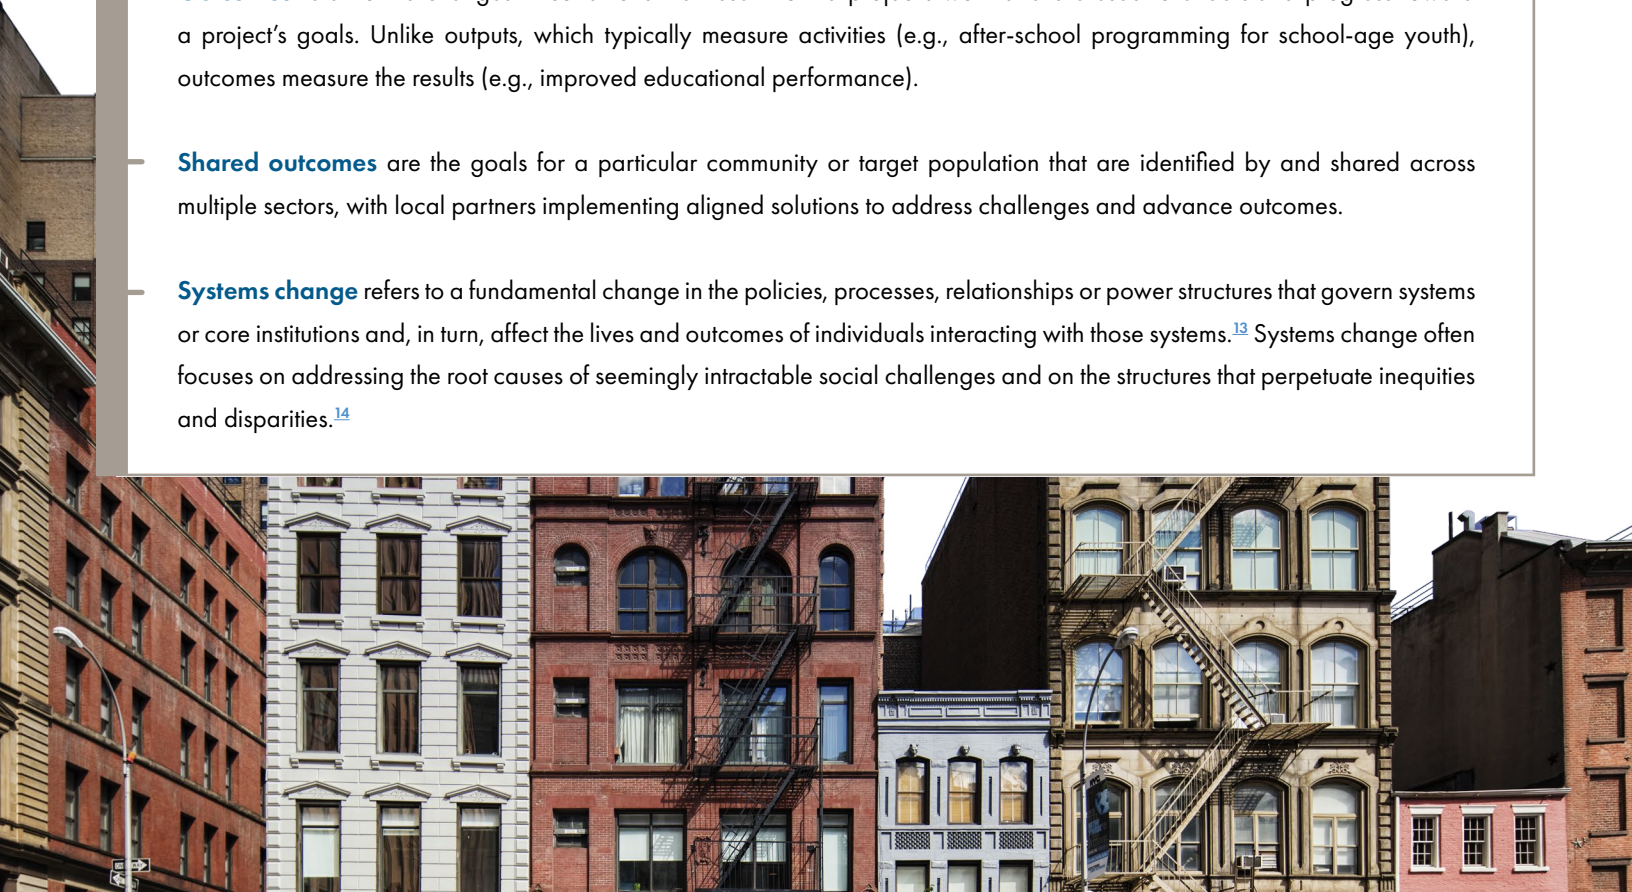 a project's goals. Unlike outputs, which typically measure activities (e.g., after-school programming for school-age youth),
outcomes measure the results (e.g., improved educational performance).
Shared outcomes are the goals for a particular community or target population that are identified by and shared across
multiple sectors, with local partners implementing aligned solutions to address challenges and advance outcomes.
Systems change refers to a fundamental change in the policies, processes, relationships or power structures that govern systems
or core institutions and, in turn, affect the lives and outcomes of individuals interacting with those systems.13 Systems change often
focuses on addressing the root causes of seemingly intractable social challenges and on the structures that perpetuate inequities
and disparities.14